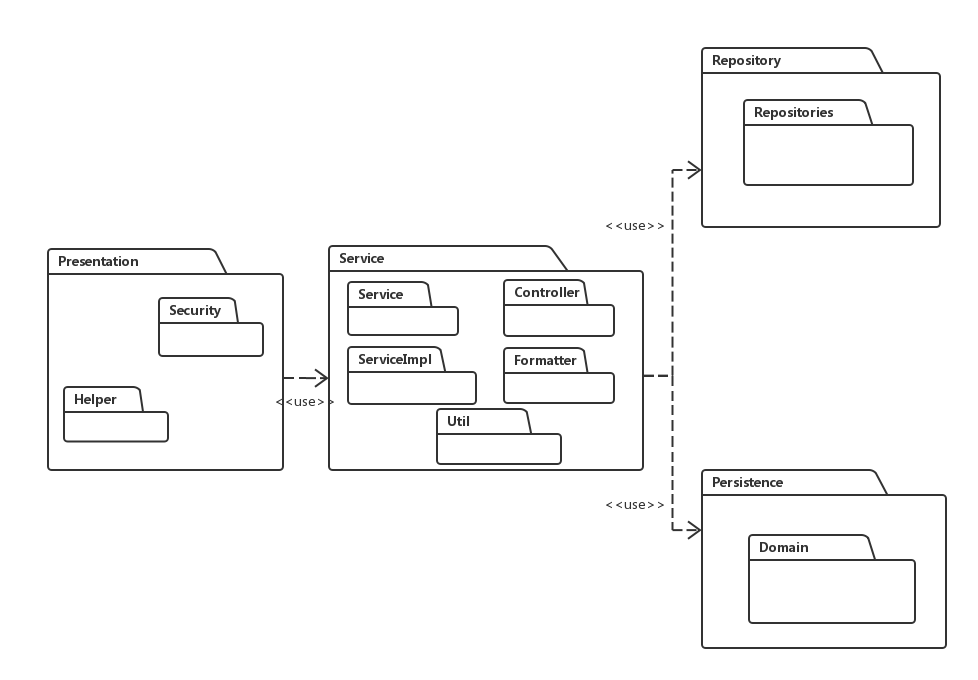 Repository
Repositories
<<use>>
Presentation
Security
Helper
<<use>>
Service
Service
Controller
ServiceImpl
Formatter
Util
<<use>>
Persistence
Domain